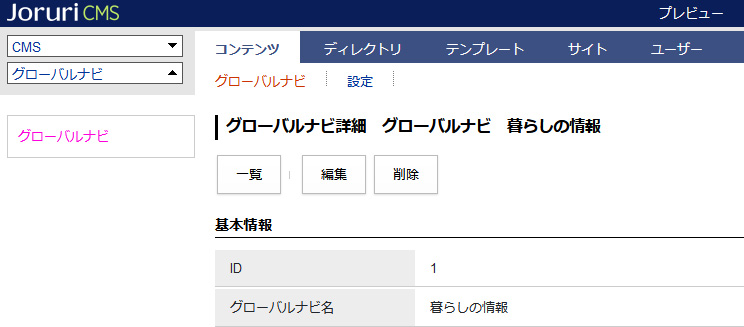 Joruri CMS プレビュー
CMS
グローバルナビ
コンテンツ ディレクトリ テンプレート サイト ユーザー
グローバルナビ 設定
グローバルナビ
グローバルナビ詳細 グローバルナビ 暮らしの情報
一覧 編集 削除
基本情報
ID 1
グローバルナビ名 暮らしの情報